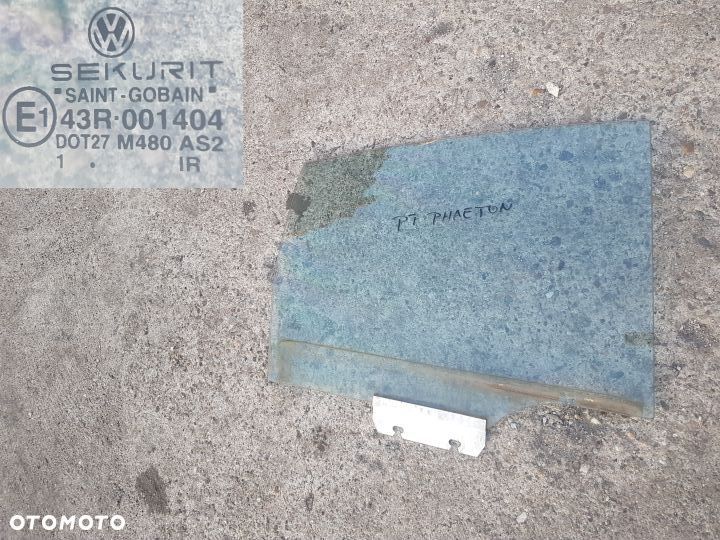 SEKURIT
"SAINT-GOBAIN"
E1 43R-001404
DOT27 M480 AS2
1 . IR
PT PHAETON
OTOMOTO